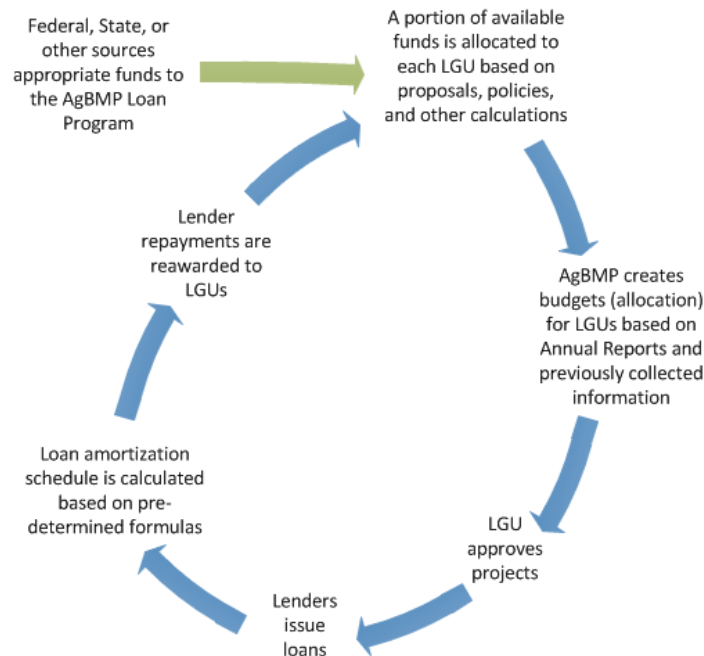 Federal, State, or
other sources
appropriate funds to
the AgBMP Loan
Program
A portion of available
funds is allocated to
each LGU based on
proposals, policies,
and other calculations
AgBMP creates
budgets (allocation)
for LGUs based on
Annual Reports and
previously collected
information
LGU
approves
projects
Lenders
issue
loans
Loan amortization
schedule is calculated
based on pre-
determined formulas
Lender
repayments are
reawarded to
LGUs